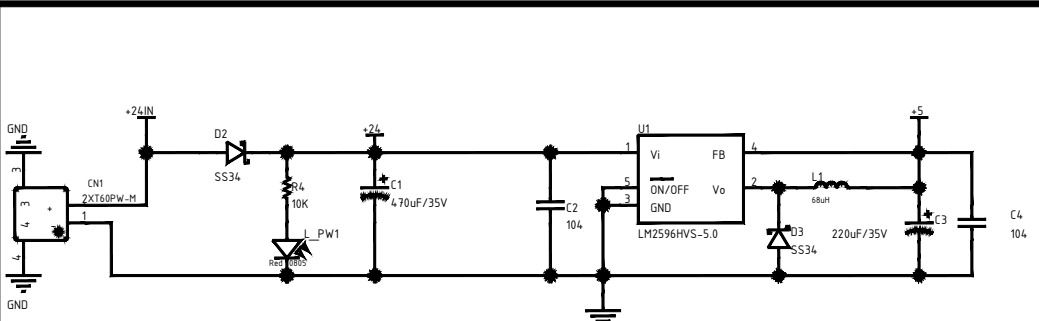 +24IN
+5
GND
D2
+24
U1
1
Vi
FB
4
3
CN1
SS34
2XT60PW-M
R4
10K
C1
470uF/35V
5
ON/OFF
Vo
2
L1
68uH
3
+
1
4
C2
104
3
GND
LM2596HVS-5.0
D3
SS34
220uF/35V
C3
C4
104
L_PW1
Red 0805
4
GND